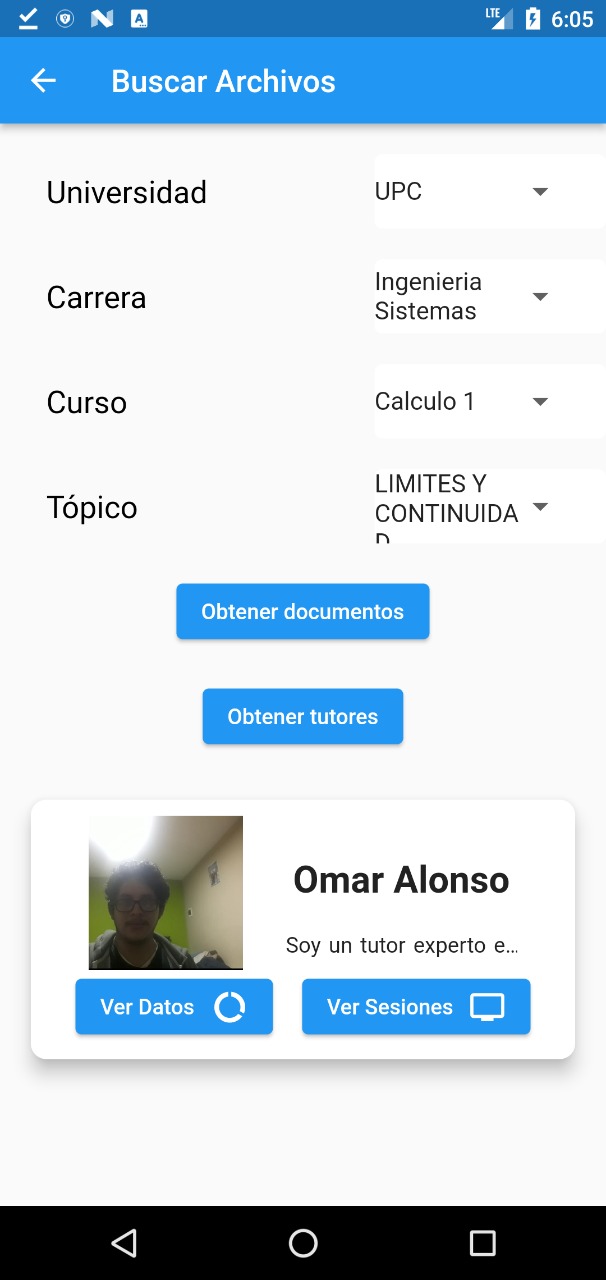 LTE 6:05
Buscar Archivos
Universidad
UPC
Carrera
Ingenieria
Sistemas
Curso
Calculo 1
Tópico
LIMITES Y
CONTINUIDA
D
Obtener documentos
Obtener tutores
Omar Alonso
Soy un tutor experto e...
Ver Datos
Ver Sesiones